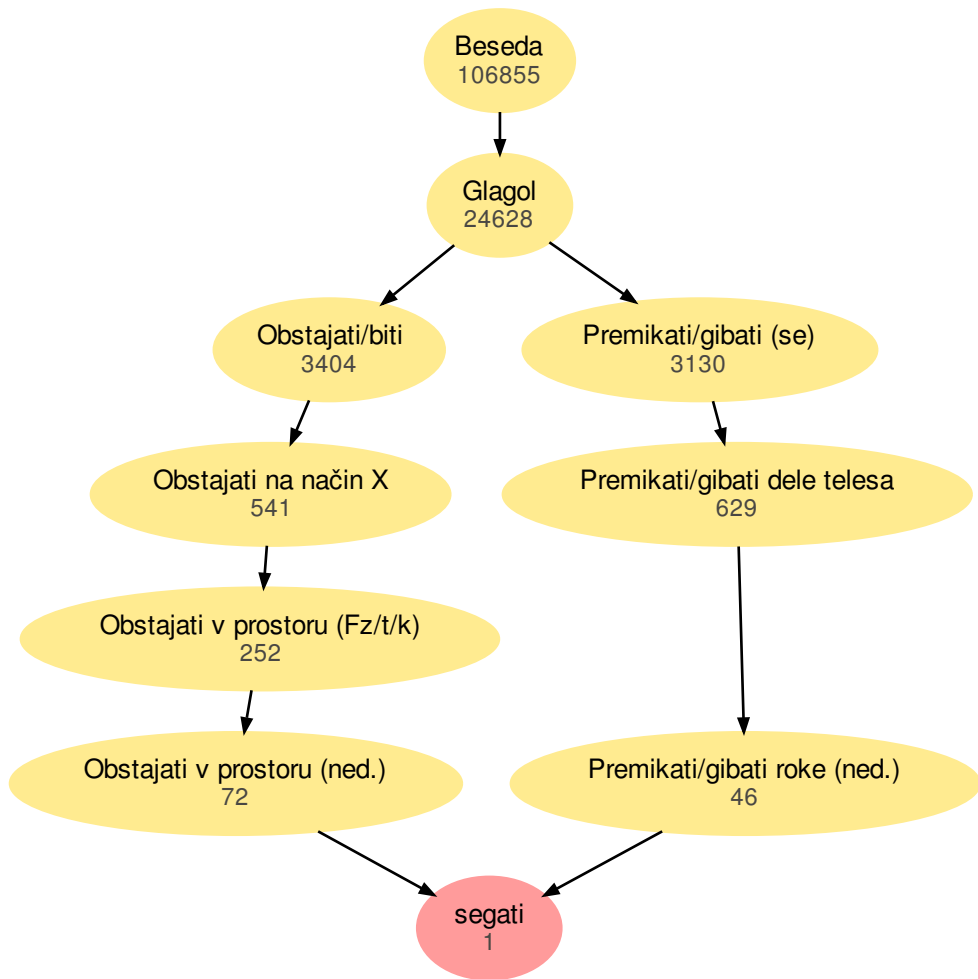 Beseda
106855
Glagol
24628
Obstajati/biti
3404
Premikati/gibati (se)
3130
Obstajati na način X
541
Premikati/gibati dele telesa
629
Obstajati v prostoru (Fz/t/k)
252
Obstajati v prostoru (ned.)
72
Premikati/gibati roke (ned.)
46
segati
1